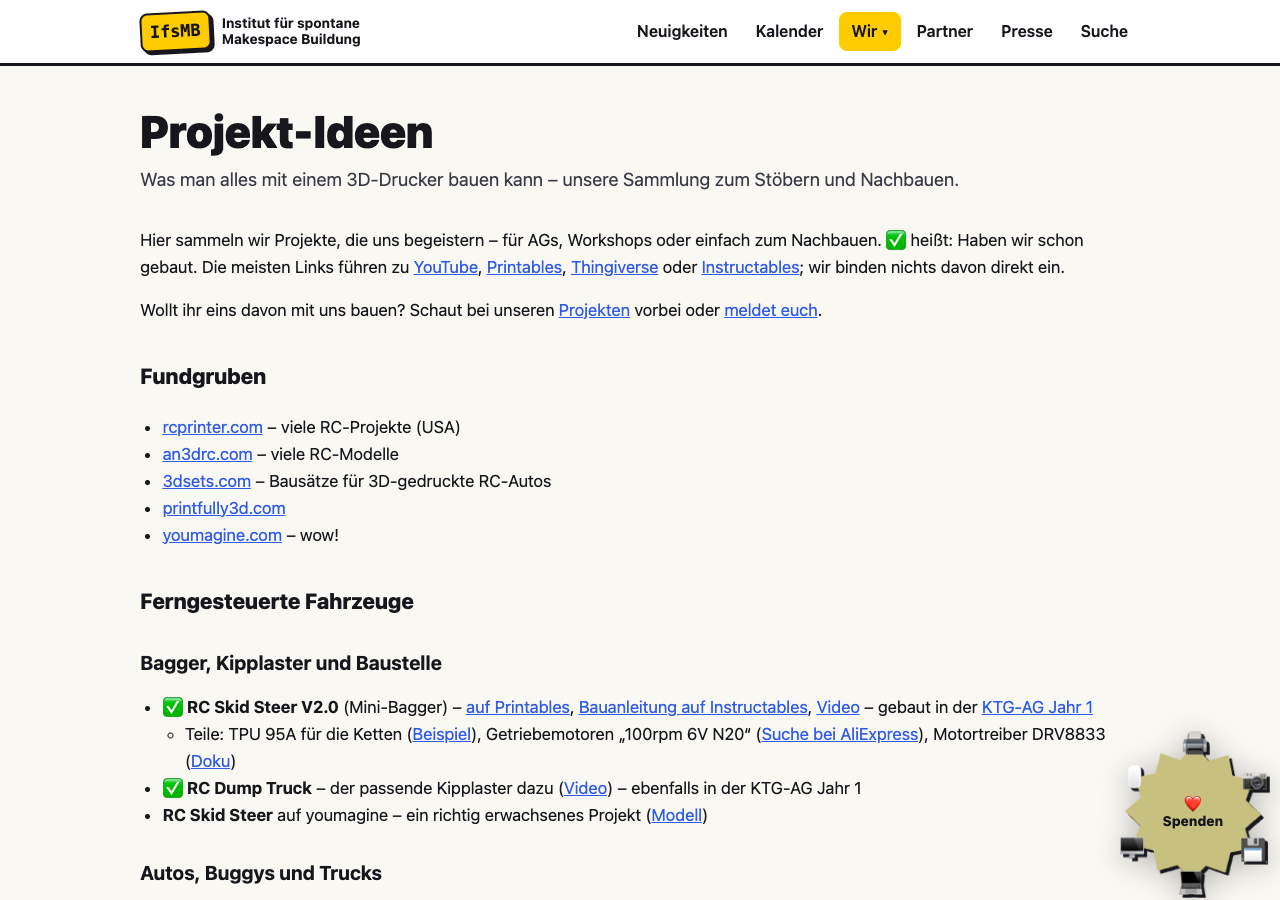 IfsMB
Institut für spontane
Makespace Buildung
Neuigkeiten
Kalender
Wir ▾
Partner
Presse
Suche
Projekt-Ideen
Was man alles mit einem 3D-Drucker bauen kann – unsere Sammlung zum Stöbern und Nachbauen.
Hier sammeln wir Projekte, die uns begeistern – für AGs, Workshops oder einfach zum Nachbauen. ✅ heißt: Haben wir schon
gebaut. Die meisten Links führen zu YouTube, Printables, Thingiverse oder Instructables; wir binden nichts davon direkt ein.
Wollt ihr eins davon mit uns bauen? Schaut bei unseren Projekten vorbei oder meldet euch.
Fundgruben
• rcprinter.com – viele RC-Projekte (USA)
• an3drc.com – viele RC-Modelle
• 3dsets.com – Bausätze für 3D-gedruckte RC-Autos
• printfully3d.com
• youmagine.com – wow!
Ferngesteuerte Fahrzeuge
Bagger, Kipplaster und Baustelle
• ✅ RC Skid Steer V2.0 (Mini-Bagger) – auf Printables, Bauanleitung auf Instructables, Video – gebaut in der KTG-AG Jahr 1
◦ Teile: TPU 95A für die Ketten (Beispiel), Getriebemotoren „100rpm 6V N20“ (Suche bei AliExpress), Motortreiber DRV8833
(Doku)
• ✅ RC Dump Truck – der passende Kipplaster dazu (Video) – ebenfalls in der KTG-AG Jahr 1
• RC Skid Steer auf youmagine – ein richtig erwachsenes Projekt (Modell)
Autos, Buggys und Trucks
❤️
Spenden